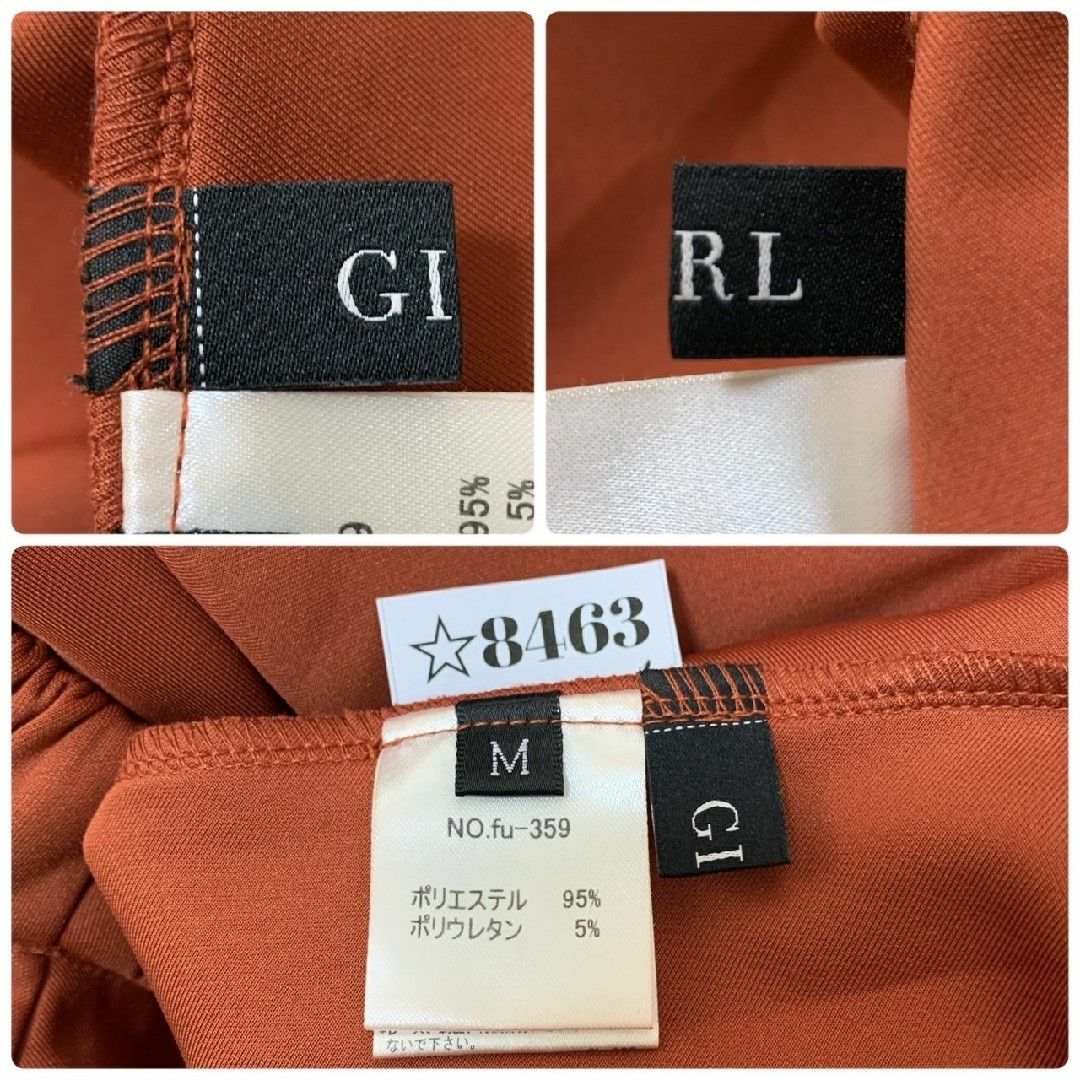 GI
95%
5%
9
RL
☆8463
M
NO.fu-359
GI
ポリエステル 95%
ポリウレタン 5%
ないで下さい。